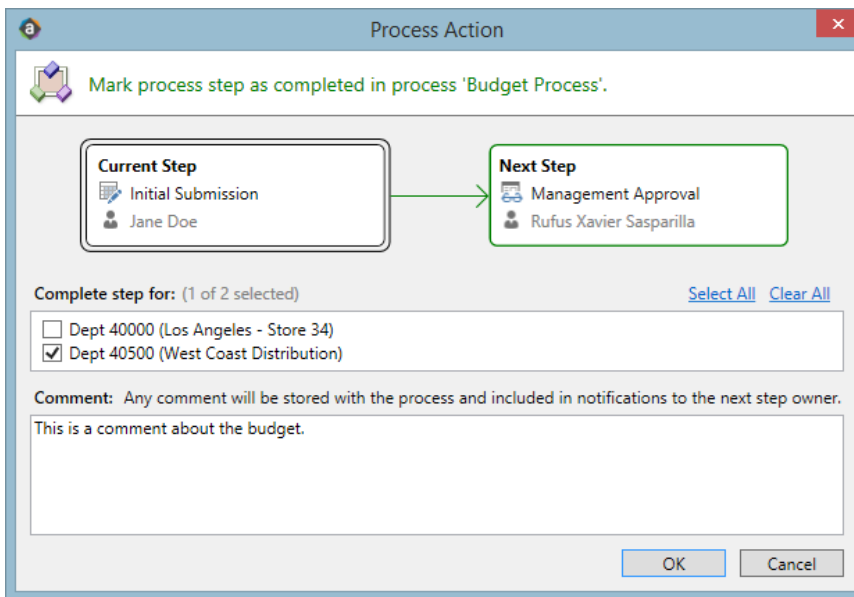 Process Action
Mark process step as completed in process 'Budget Process'.
Current Step
Initial Submission
Jane Doe
Next Step
Management Approval
Rufus Xavier Sasparilla
Complete step for: (1 of 2 selected) Select All Clear All
Dept 40000 (Los Angeles - Store 34)
Dept 40500 (West Coast Distribution)
Comment: Any comment will be stored with the process and included in notifications to the next step owner.
This is a comment about the budget.
OK Cancel